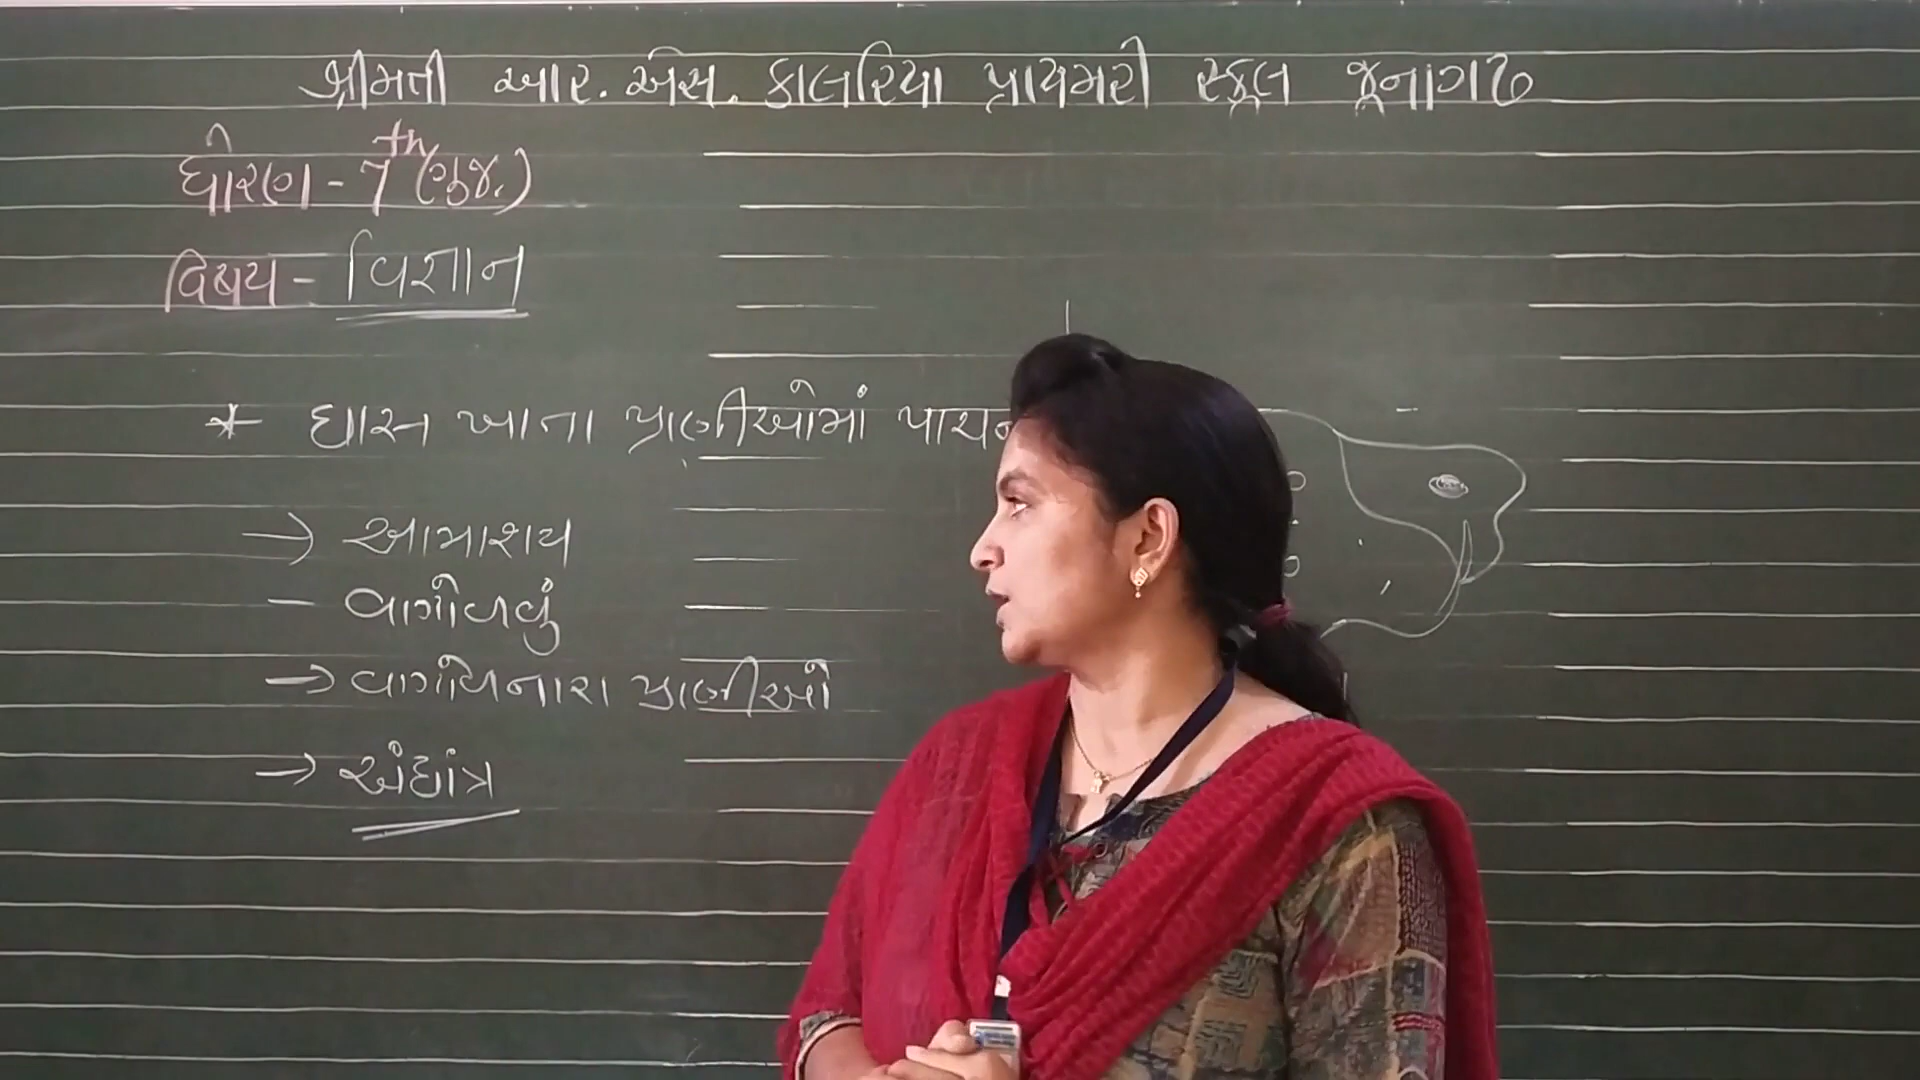 શ્રીમતી આર. એસ. કાલરિયા પ્રાયમરી સ્કૂલ જૂનાગઢ
ધોરણ - 7th (ગુજ.)
વિષય - વિજ્ઞાન
* ઘાસ ખાતા પ્રાણીઓમાં પાચન
→ આમાશય
- વાગોળવું
→ વાગોળનારા પ્રાણીઓ
→ અંધાંત્ર